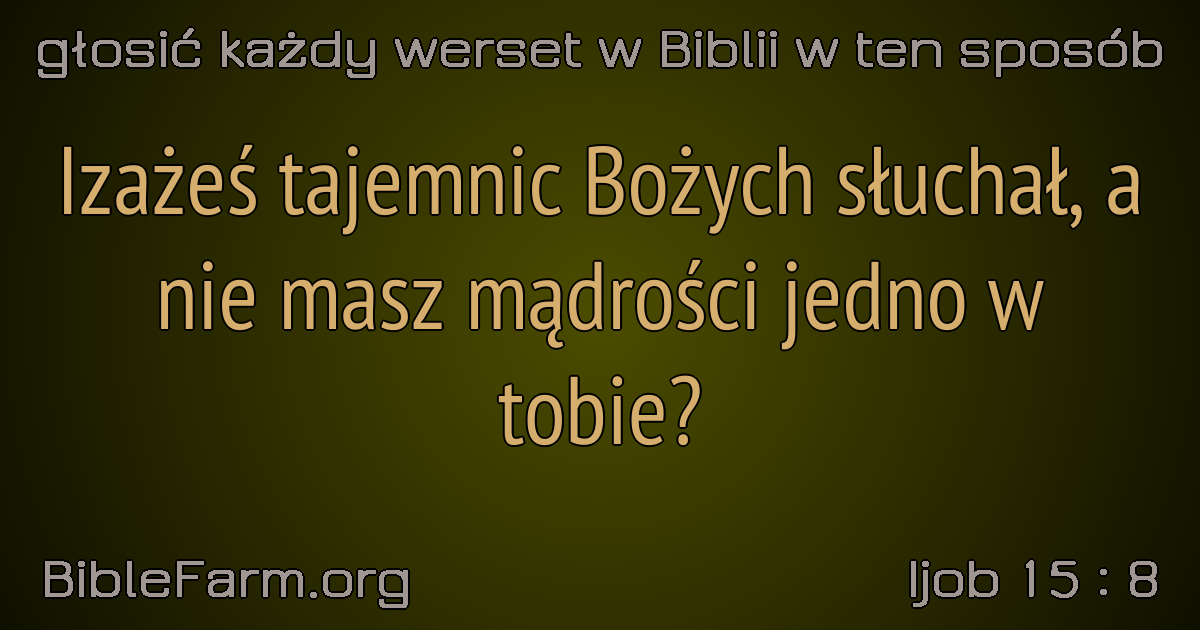 głosić każdy werset w Biblii w ten sposób
Izażeś tajemnic Bożych słuchał, a
nie masz mądrości jedno w
tobie?
BibleFarm.org
Ijob 15 : 8